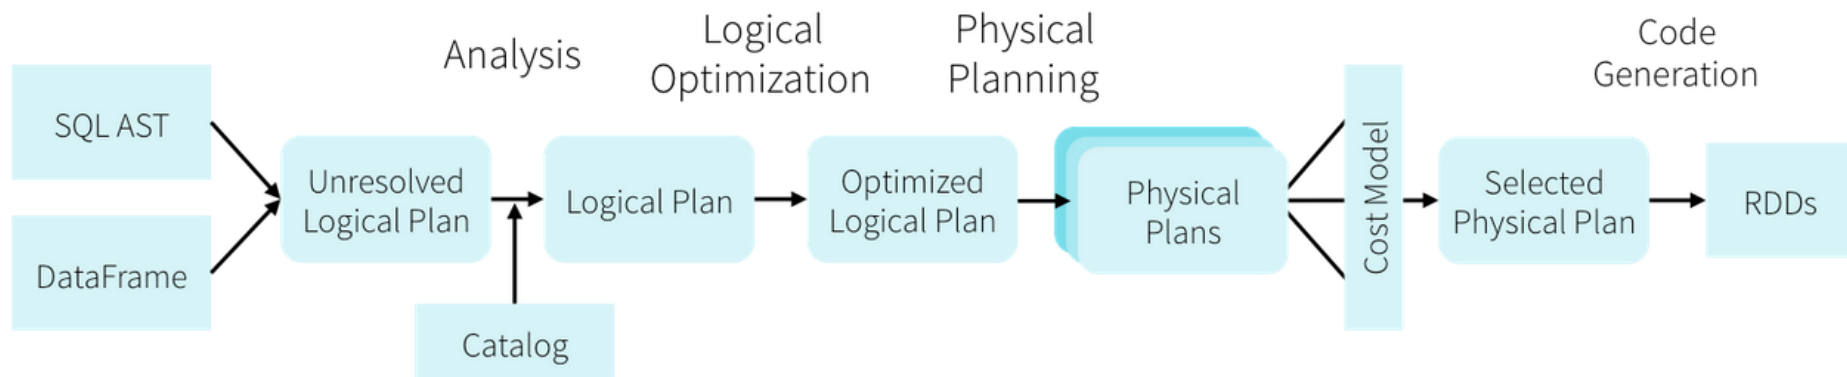 Analysis
Logical
Optimization
Physical
Planning
Code
Generation
SQL AST
DataFrame
Unresolved
Logical Plan
Catalog
Logical Plan
Optimized
Logical Plan
Physical
Plans
Cost Model
Selected
Physical Plan
RDDs